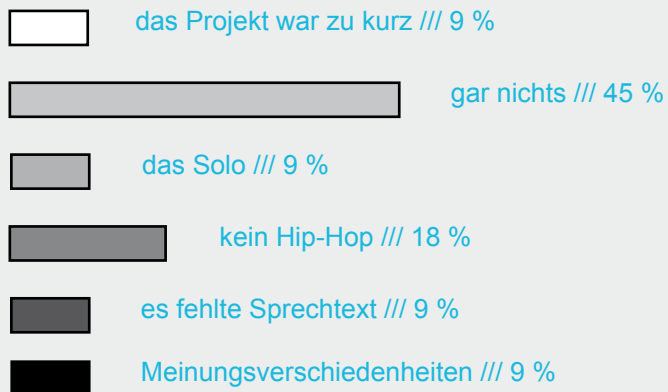 das Projekt war zu kurz /// 9 %
gar nichts /// 45 %
das Solo /// 9 %
kein Hip-Hop /// 18 %
es fehlte Sprechtext /// 9 %
Meinungsverschiedenheiten /// 9 %